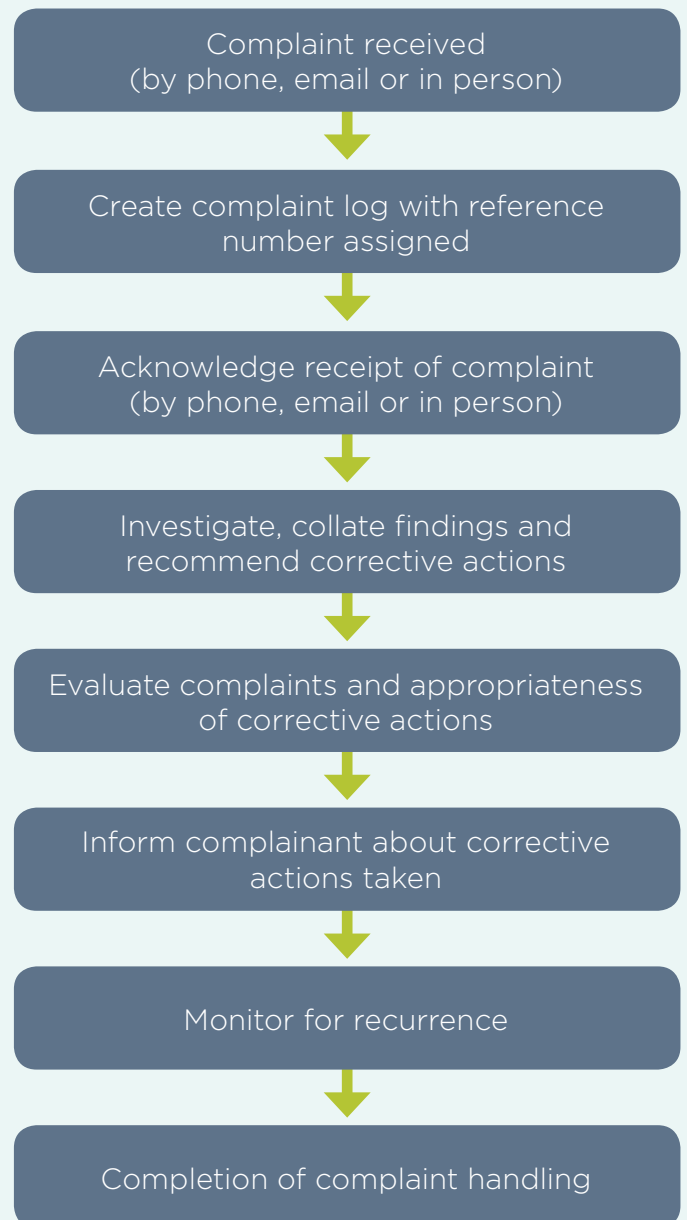 Complaint received
(by phone, email or in person)
Create complaint log with reference
number assigned
Acknowledge receipt of complaint
(by phone, email or in person)
Investigate, collate findings and
recommend corrective actions
Evaluate complaints and appropriateness
of corrective actions
Inform complainant about corrective
actions taken
Monitor for recurrence
Completion of complaint handling